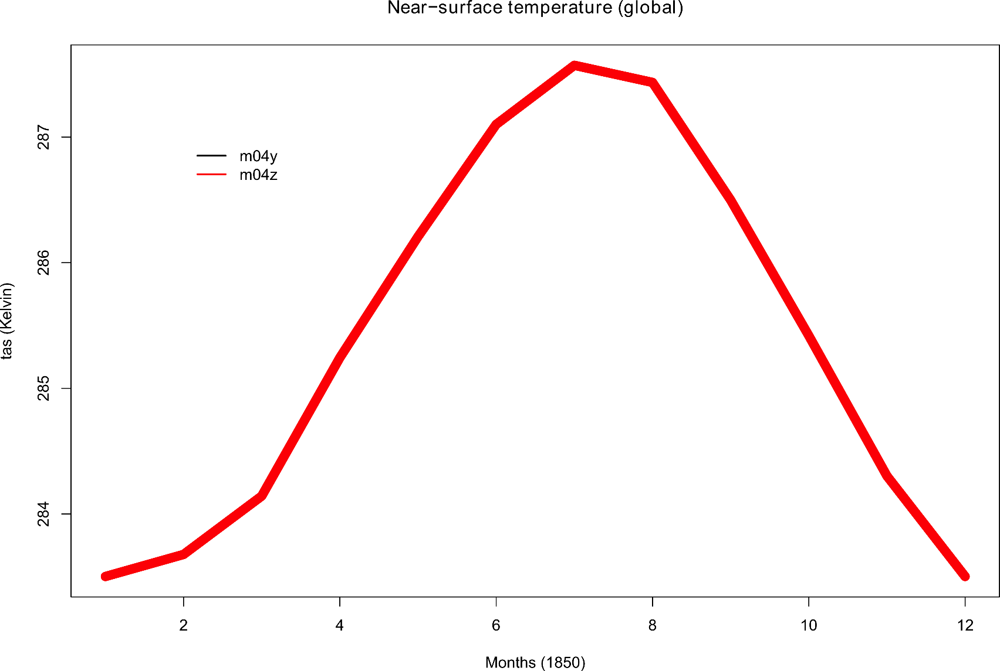 Near−surface temperature (global)
tas (Kelvin)
287
286
285
284
m04y
m04z
2
4
6
8
10
12
Months (1850)